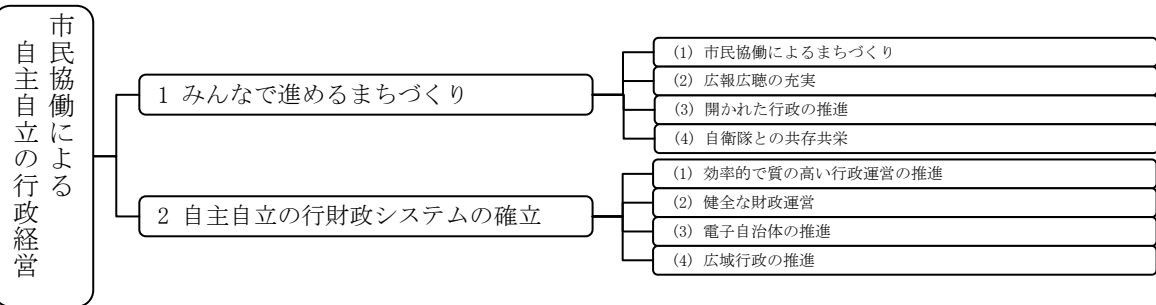 市民協働による
自主自立の行政経営
1 みんなで進めるまちづくり
(1) 市民協働によるまちづくり
(2) 広報広聴の充実
(3) 開かれた行政の推進
(4) 自衛隊との共存共栄
2 自主自立の行財政システムの確立
(1) 効率的で質の高い行政運営の推進
(2) 健全な財政運営
(3) 電子自治体の推進
(4) 広域行政の推進